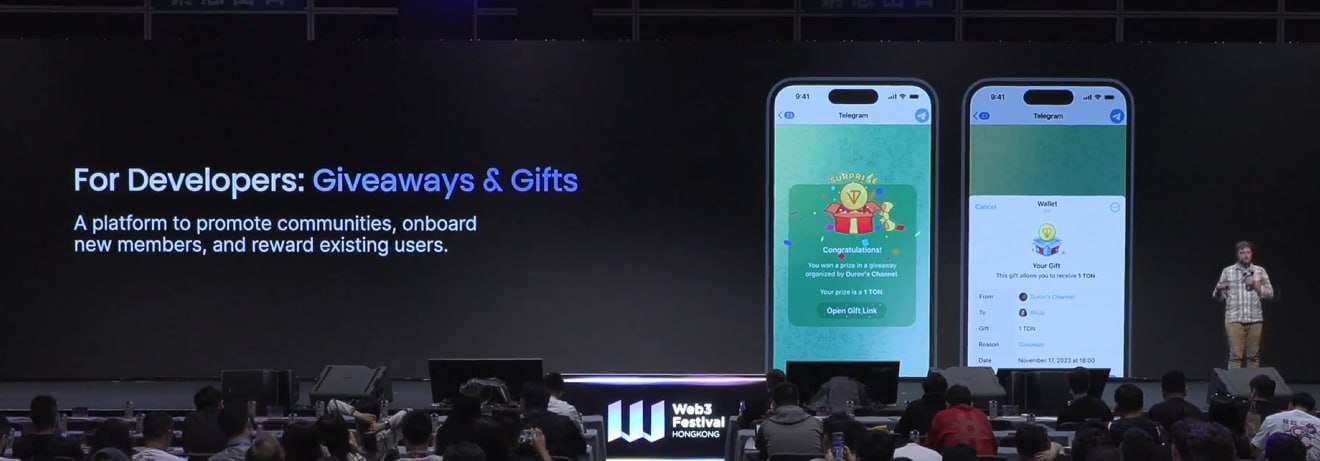 For Developers: Giveaways & Gifts
A platform to promote communities, onboard
new members, and reward existing users.
9:41
Telegram
SURPRISE
Congratulations!
You won a prize in a giveaway
organized by Durov's Channel.
Your prize is a 1 TON.
Open Gift Link
9:41
Telegram
Cancel
Wallet
Your Gift
This gift allows you to receive 1 TON.
From Durov's Channel
To
Gift 1 TON
Reason Giveaway
Date November 17, 2023 at 18:00
Web3
Festival
HONGKONG